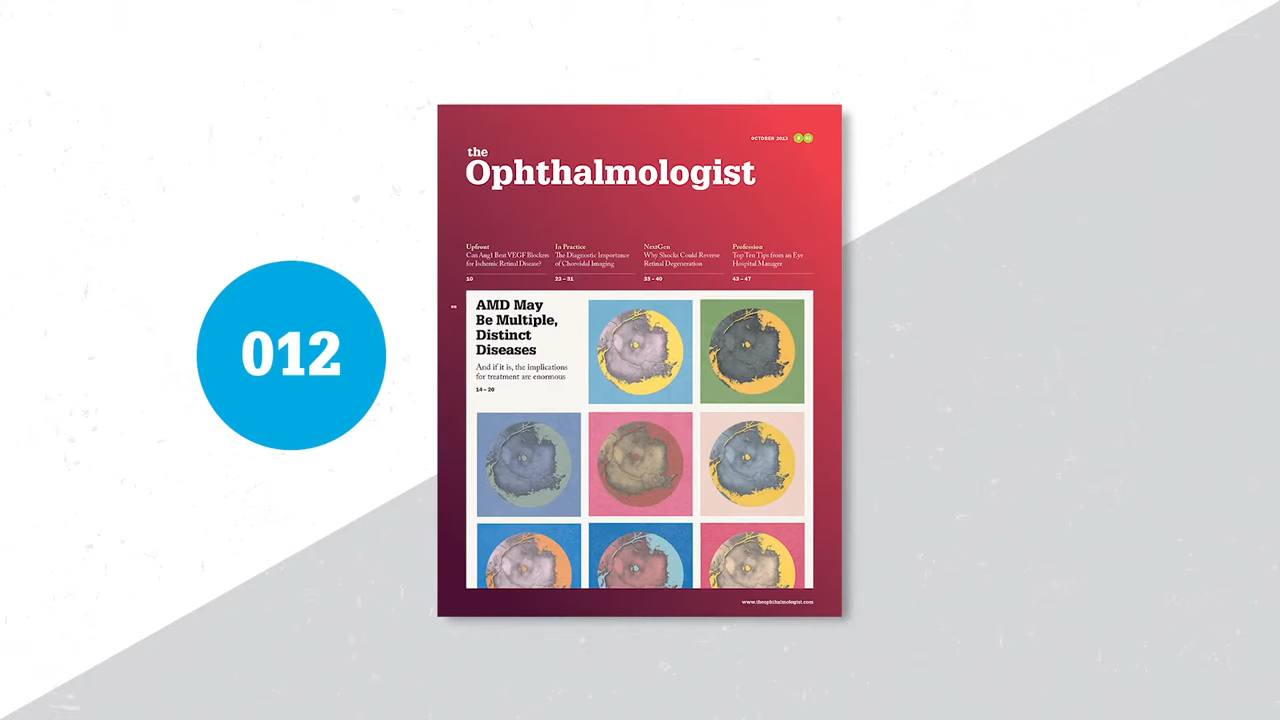 012
OCTOBER 2013
the
Ophthalmologist
Upfront
Can Ang1 Beat VEGF Blockers
for Ischemic Retinal Disease?
10
In Practice
The Diagnostic Importance
of Choroidal Imaging
23 – 31
NextGen
Why Shocks Could Reverse
Retinal Degeneration
33 – 40
Profession
Top Ten Tips from an Eye
Hospital Manager
43 – 47
AMD May
Be Multiple,
Distinct
Diseases
And if it is, the implications
for treatment are enormous
14 – 20
www.theophthalmologist.com